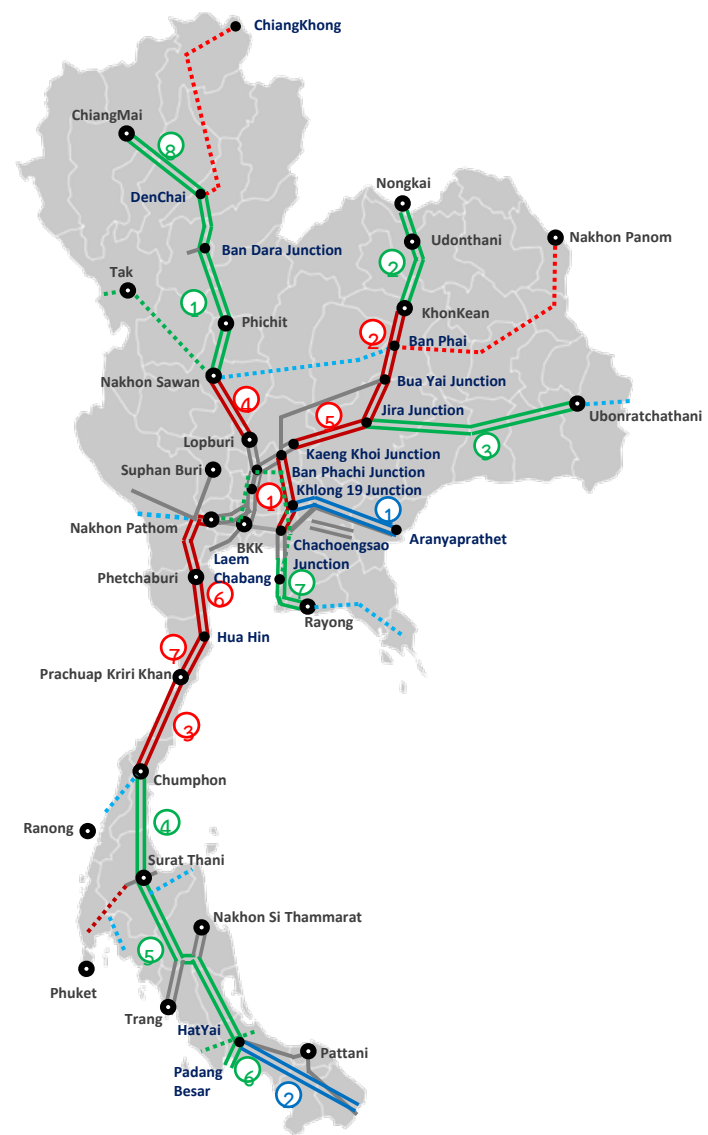 ChiangKhong
ChiangMai
8
Nongkai
DenChai
Nakhon Panom
Udonthani
Ban Dara Junction
2
Tak
1
KhonKean
Phichit
2
Ban Phai
Nakhon Sawan
Bua Yai Junction
4
5
Jira Junction
Ubonratchathani
Lopburi
3
Kaeng Khoi Junction
Suphan Buri
Ban Phachi Junction
1
Khlong 19 Junction
1
Nakhon Pathom
Aranyaprathet
BKK
Chachoengsao
Junction
Laem
Chabang
Phetchaburi
7
6
Rayong
Hua Hin
7
Prachuap Kriri Khan
3
Chumphon
4
Ranong
Surat Thani
Nakhon Si Thammarat
5
Phuket
Trang
HatYai
Pattani
Padang
Besar
6
2